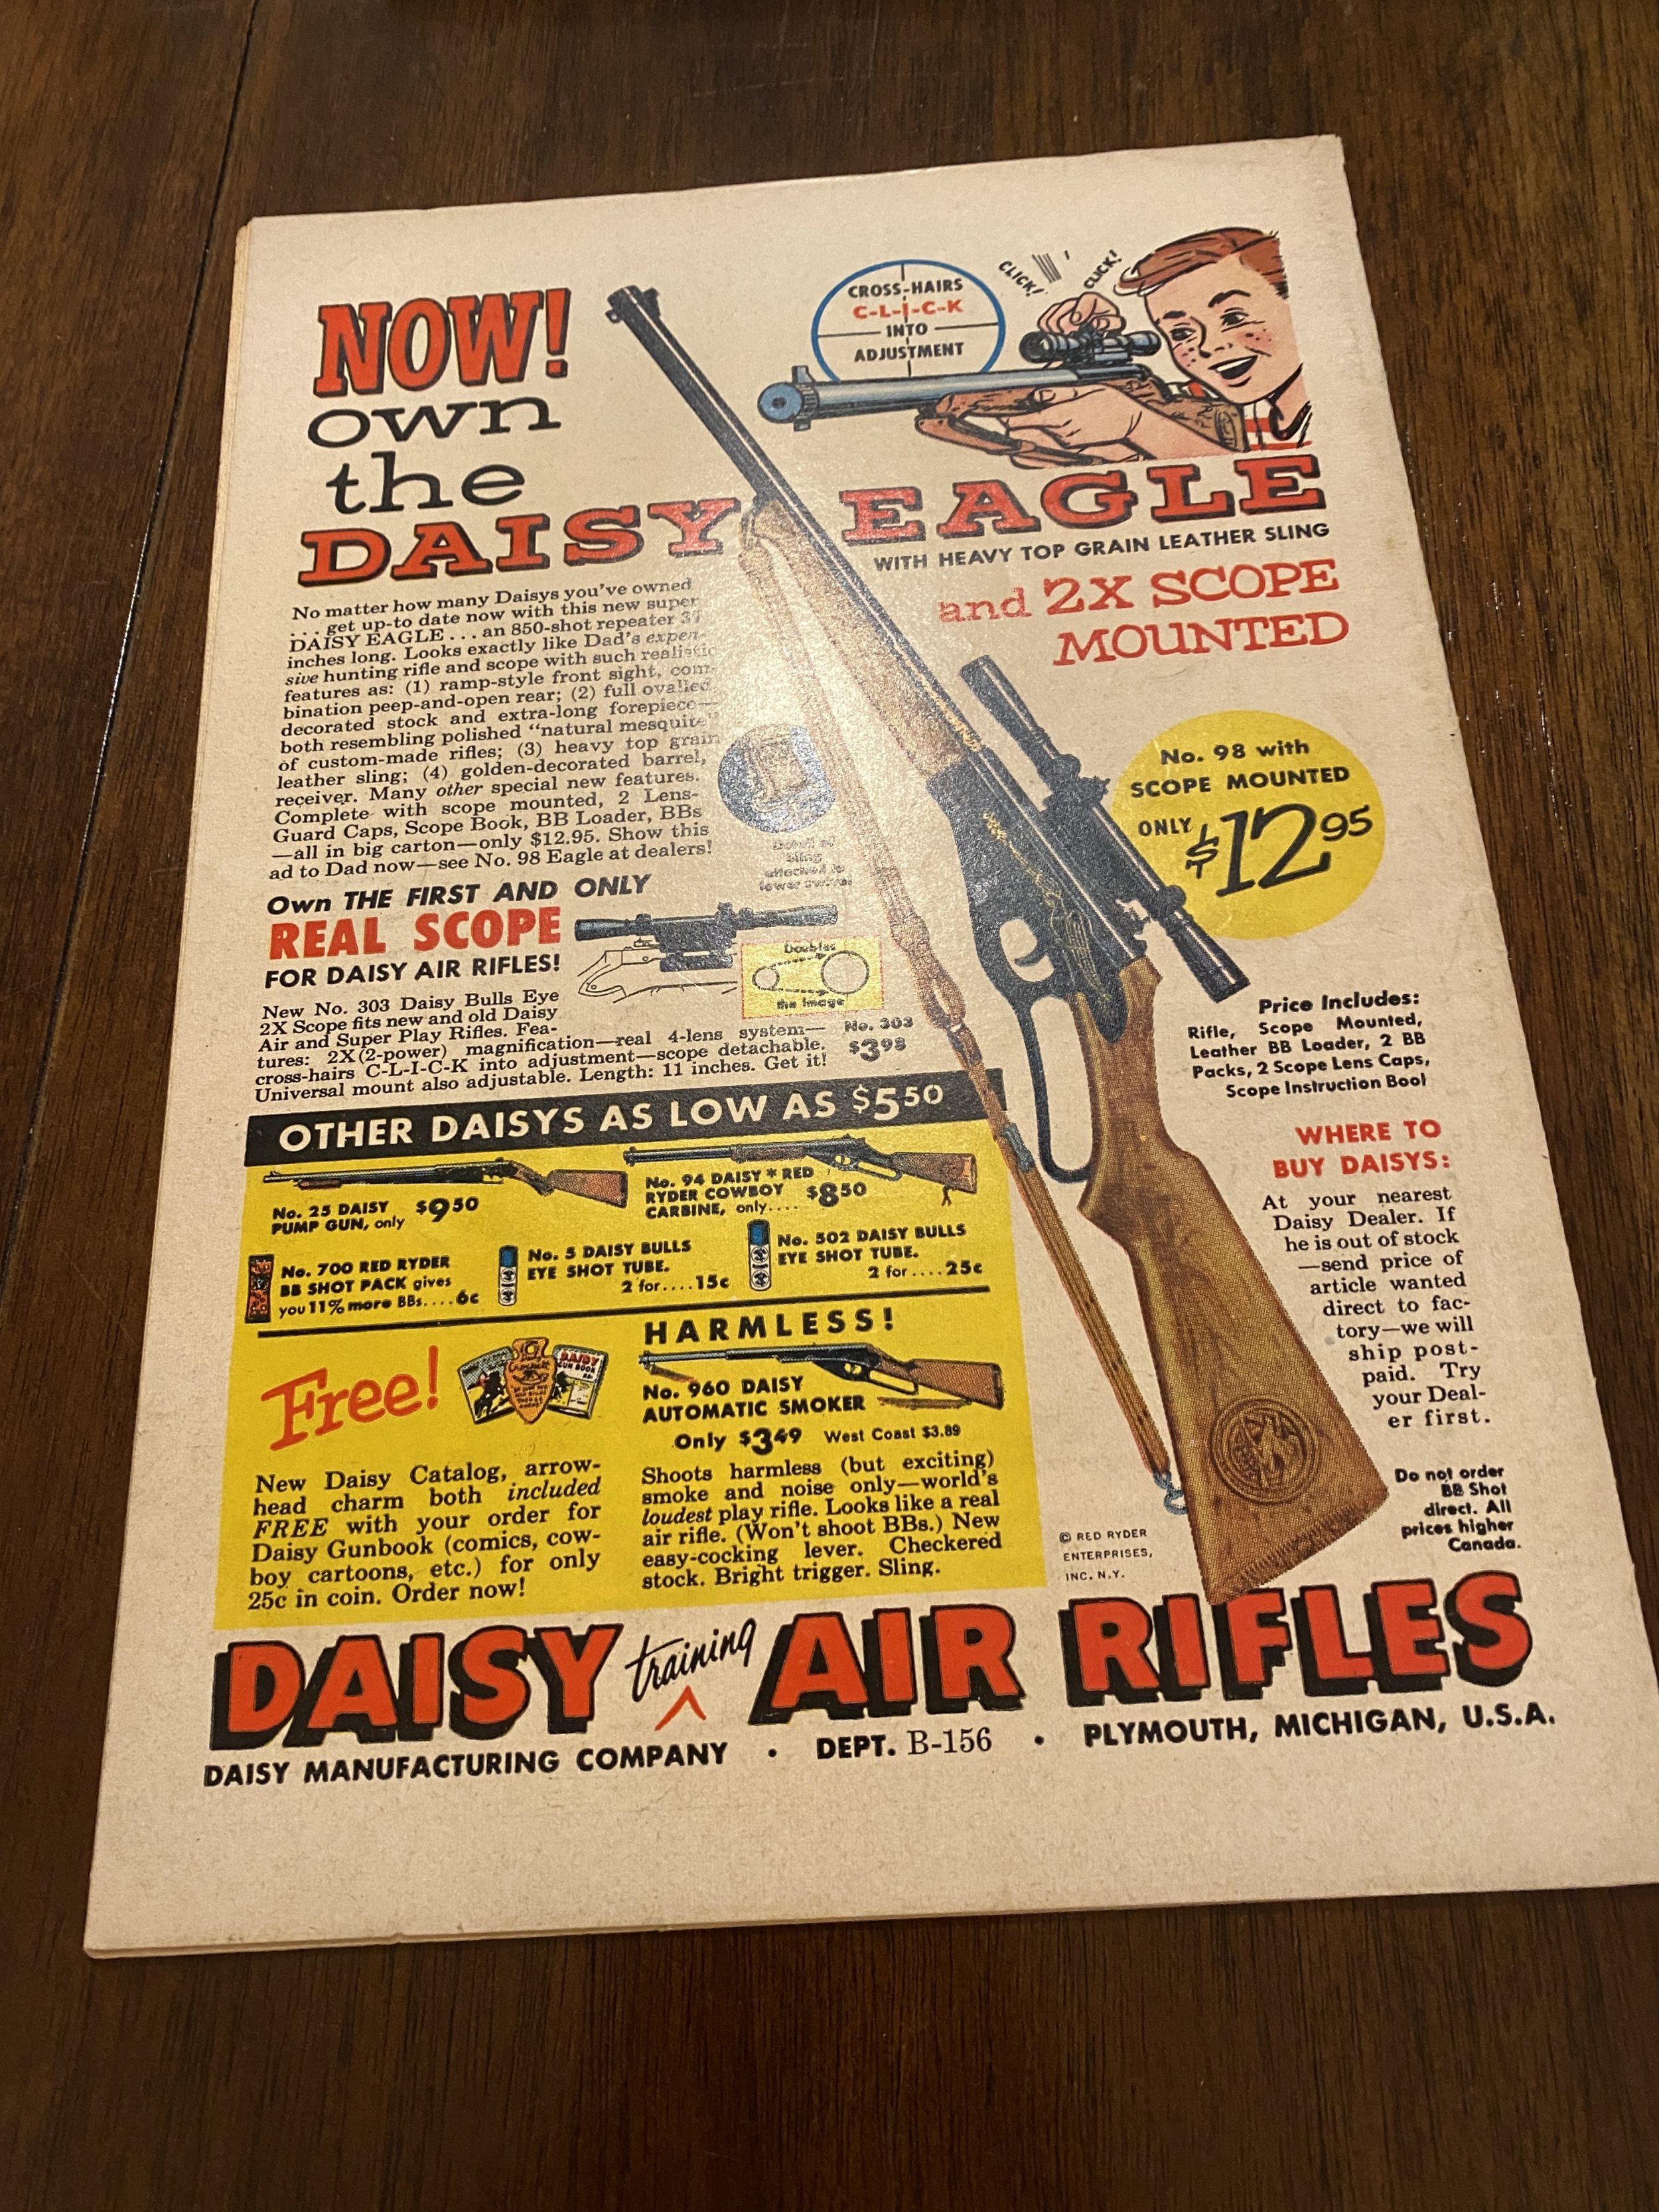 NOW!
own
the
DAISY EAGLE
WITH HEAVY TOP GRAIN LEATHER SLING
and 2X SCOPE
MOUNTED
CROSS-HAIRS
C-L-I-C-K
INTO
ADJUSTMENT
CLICK!
CLICK!
No matter how many Daisys you've owned
... get up-to date now with this new super
DAISY EAGLE... an 850-shot repeater 37
inches long. Looks exactly like Dad's expen-
sive hunting rifle and scope with such realistic
features as: (1) ramp-style front sight, com-
bination peep-and-open rear; (2) full ovalled
decorated stock and extra-long forepiece—
both resembling polished "natural mesquite"
of custom-made rifles; (3) heavy top grain
leather sling; (4) golden-decorated barrel,
receiver. Many other special new features.
Complete with scope mounted, 2 Lens-
Guard Caps, Scope Book, BB Loader, BBs
—all in big carton—only $12.95. Show this
ad to Dad now—see No. 98 Eagle at dealers!
Detail of
sling
attached to
lower swivel
No. 98 with
SCOPE MOUNTED
ONLY $12 95
Own THE FIRST AND ONLY
REAL SCOPE
FOR DAISY AIR RIFLES!
Doubles
the Image
New No. 303 Daisy Bulls Eye
2X Scope fits new and old Daisy
Air and Super Play Rifles. Fea-
tures: 2X(2-power) magnification—real 4-lens system—
cross-hairs C-L-I-C-K into adjustment—scope detachable.
Universal mount also adjustable. Length: 11 inches. Get it!
No. 303
$3 98
Price Includes:
Rifle, Scope Mounted,
Leather BB Loader, 2 BB
Packs, 2 Scope Lens Caps,
Scope Instruction Book
WHERE TO
BUY DAISYS:
At your nearest
Daisy Dealer. If
he is out of stock
—send price of
article wanted
direct to fac-
tory—we will
ship post-
paid. Try
your Deal-
er first.
Do not order
BB Shot
direct. All
prices higher
Canada.
OTHER DAISYS AS LOW AS $5 50
No. 25 DAISY
PUMP GUN, only $9 50
No. 94 DAISY * RED
RYDER COWBOY
CARBINE, only.... $8 50
No. 700 RED RYDER
BB SHOT PACK gives
you 11% more BBs....6c
No. 5 DAISY BULLS
EYE SHOT TUBE.
2 for....15c
No. 502 DAISY BULLS
EYE SHOT TUBE.
2 for....25c
Free!
DAISY
GUN BOOK
New Daisy Catalog, arrow-
head charm both included
FREE with your order for
Daisy Gunbook (comics, cow-
boy cartoons, etc.) for only
25c in coin. Order now!
HARMLESS!
No. 960 DAISY
AUTOMATIC SMOKER
Only $3 49 West Coast $3.89
Shoots harmless (but exciting)
smoke and noise only—world's
loudest play rifle. Looks like a real
air rifle. (Won't shoot BBs.) New
easy-cocking lever. Checkered
stock. Bright trigger. Sling.
© RED RYDER
ENTERPRISES,
INC. N.Y.
DAISY training AIR RIFLES
DAISY MANUFACTURING COMPANY • DEPT. B-156 • PLYMOUTH, MICHIGAN, U.S.A.